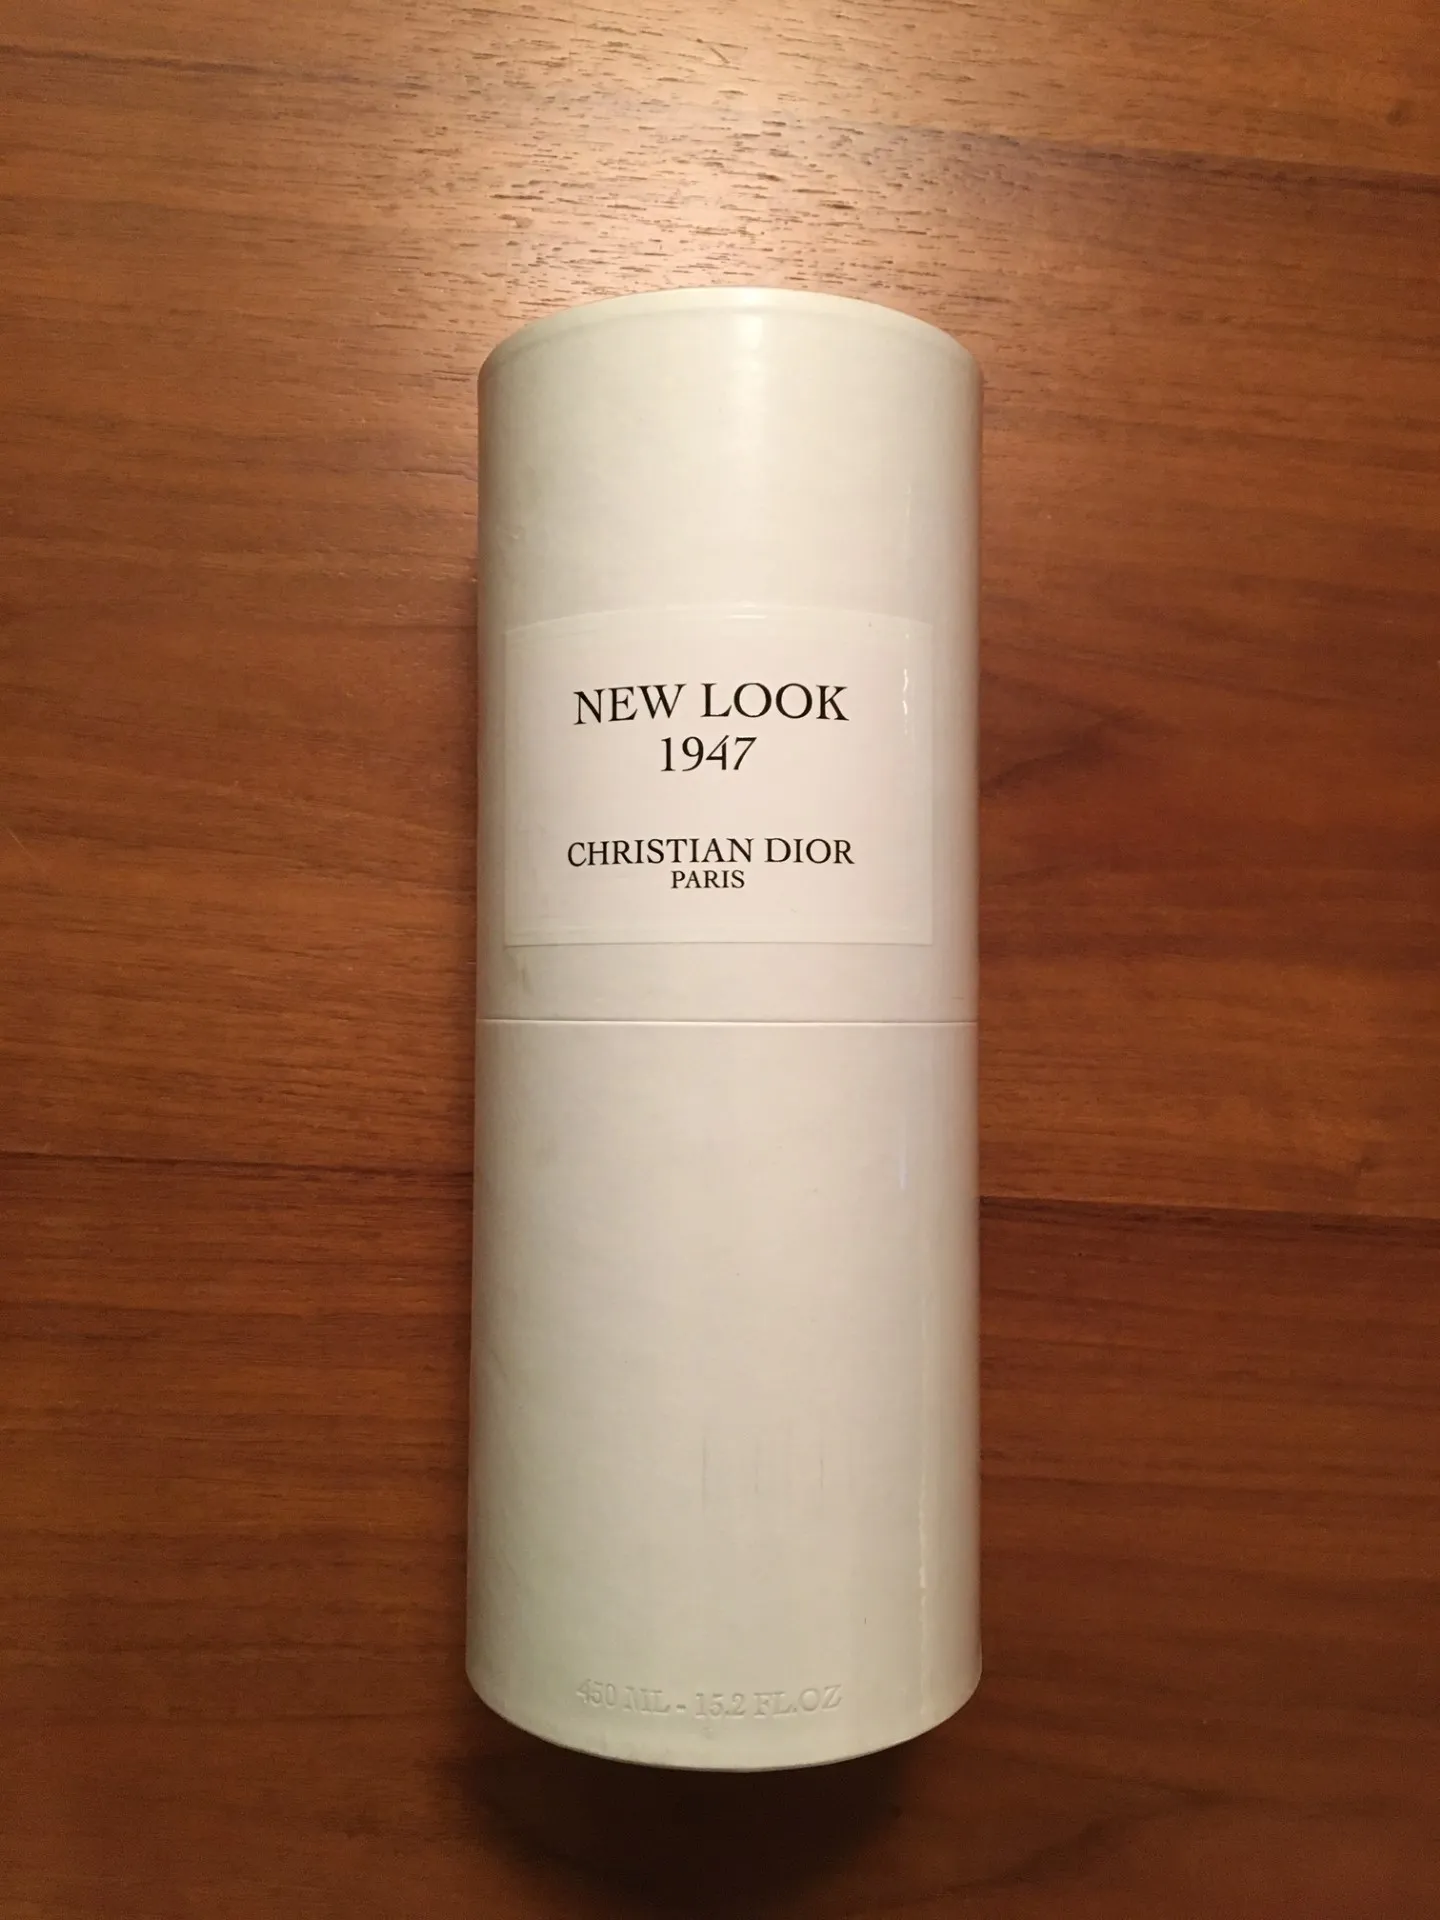 NEW LOOK
1947
CHRISTIAN DIOR
PARIS
450 ML - 15.2 FL.OZ